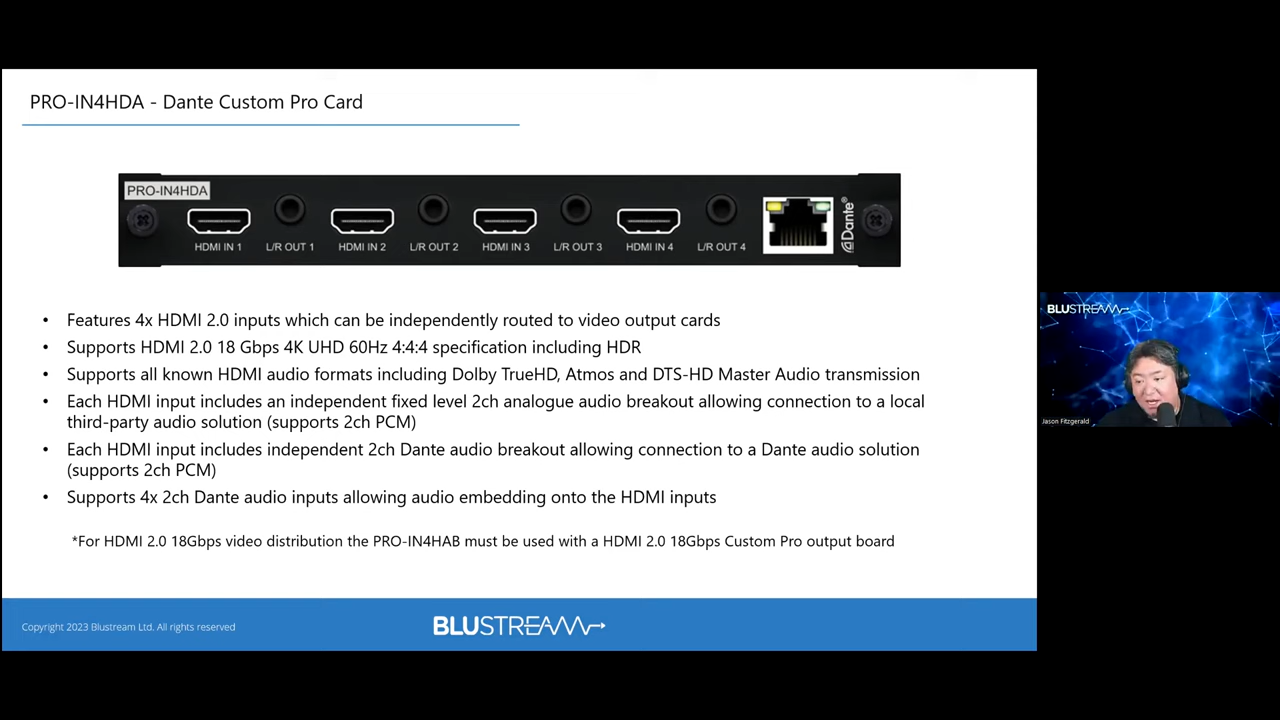 PRO-IN4HDA - Dante Custom Pro Card
PRO-IN4HDA
HDMI IN 1
L/R OUT 1
HDMI IN 2
L/R OUT 2
HDMI IN 3
L/R OUT 3
HDMI IN 4
L/R OUT 4
Dante®
• Features 4x HDMI 2.0 inputs which can be independently routed to video output cards
• Supports HDMI 2.0 18 Gbps 4K UHD 60Hz 4:4:4 specification including HDR
• Supports all known HDMI audio formats including Dolby TrueHD, Atmos and DTS-HD Master Audio transmission
• Each HDMI input includes an independent fixed level 2ch analogue audio breakout allowing connection to a local
third-party audio solution (supports 2ch PCM)
• Each HDMI input includes independent 2ch Dante audio breakout allowing connection to a Dante audio solution
(supports 2ch PCM)
• Supports 4x 2ch Dante audio inputs allowing audio embedding onto the HDMI inputs
*For HDMI 2.0 18Gbps video distribution the PRO-IN4HAB must be used with a HDMI 2.0 18Gbps Custom Pro output board
Copyright 2023 Blustream Ltd. All rights reserved
BLUSTREAM
BLUSTREAM
Jason Fitzgerald